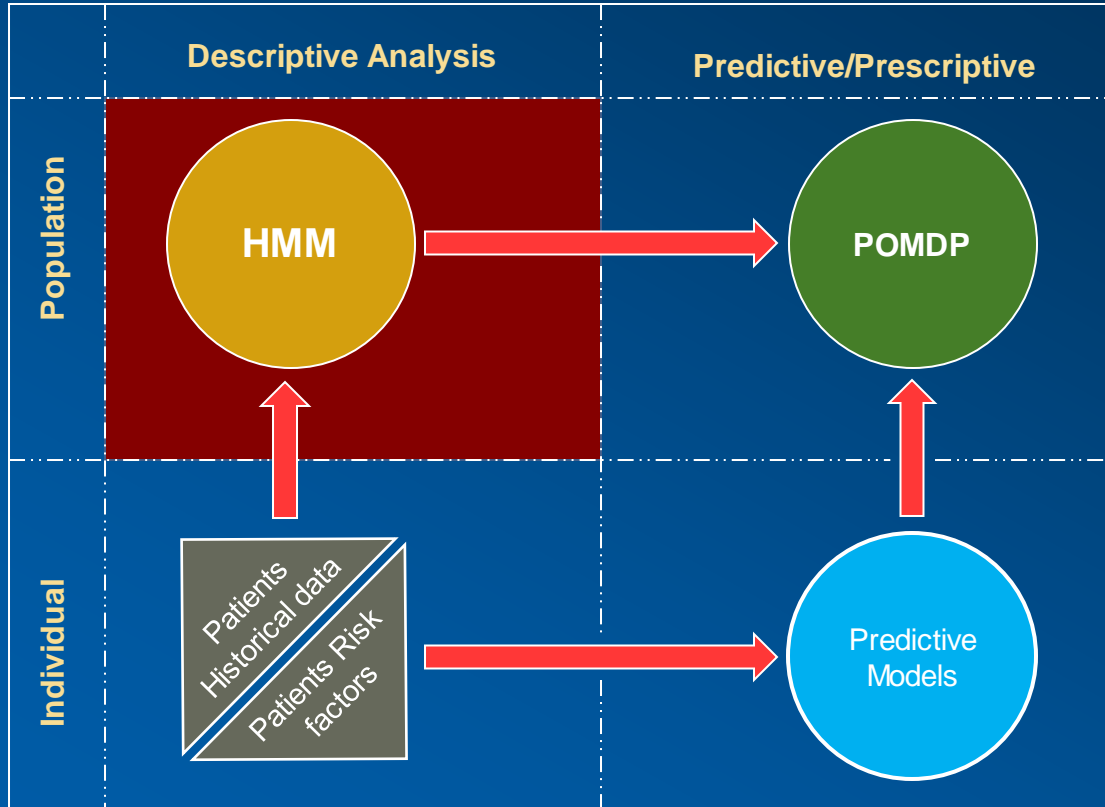 Descriptive Analysis
Predictive/Prescriptive
Population
HMM
POMDP
Individual
Patients
Historical data
Patients Risk
factors
Predictive
Models